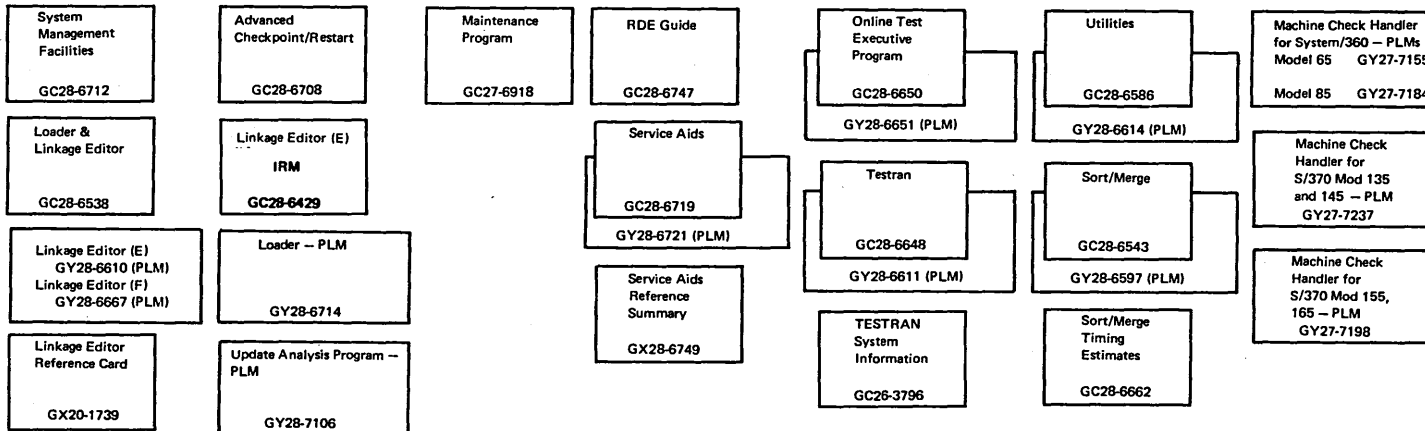 System
Management
Facilities
GC28-6712
Advanced
Checkpoint/Restart
GC28-6708
Maintenance
Program
GC27-6918
RDE Guide
GC28-6747
Online Test
Executive
Program
GC28-6650
GY28-6651 (PLM)
Utilities
GC28-6586
GY28-6614 (PLM)
Machine Check Handler
for System/360 — PLMs
Model 65 GY27-7155
Model 85 GY27-7184
Loader &
Linkage Editor
GC28-6538
Linkage Editor (E)
IRM
GC28-6429
Service Aids
GC28-6719
GY28-6721 (PLM)
Testran
GC28-6648
GY28-6611 (PLM)
Sort/Merge
GC28-6543
GY28-6597 (PLM)
Machine Check
Handler for
S/370 Mod 135
and 145 — PLM
GY27-7237
Linkage Editor (E)
GY28-6610 (PLM)
Linkage Editor (F)
GY28-6667 (PLM)
Loader — PLM
GY28-6714
Service Aids
Reference
Summary
GX28-6749
Machine Check
Handler for
S/370 Mod 155,
165 — PLM
GY27-7198
Linkage Editor
Reference Card
GX20-1739
Update Analysis Program —
PLM
GY28-7106
TESTRAN
System
Information
GC26-3796
Sort/Merge
Timing
Estimates
GC28-6662